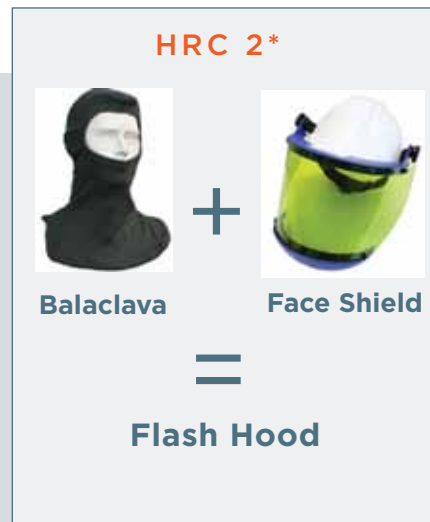 HRC 2*
+
Balaclava
Face Shield
=
Flash Hood